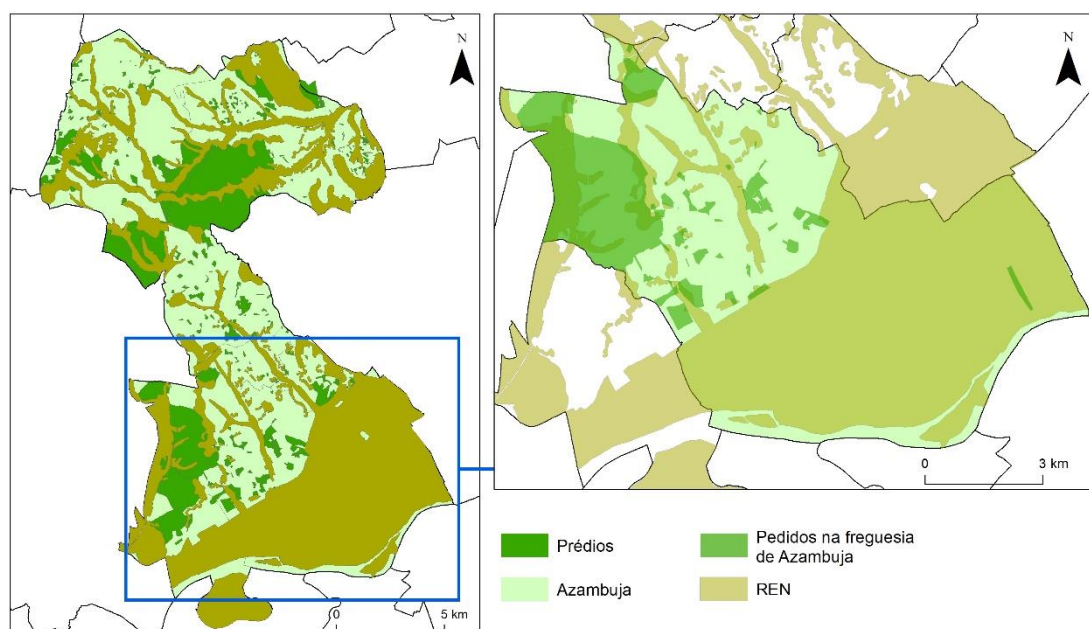 N
0
5 km
N
0
3 km
Prédios
Azambuja
Pedidos na freguesia
de Azambuja
REN